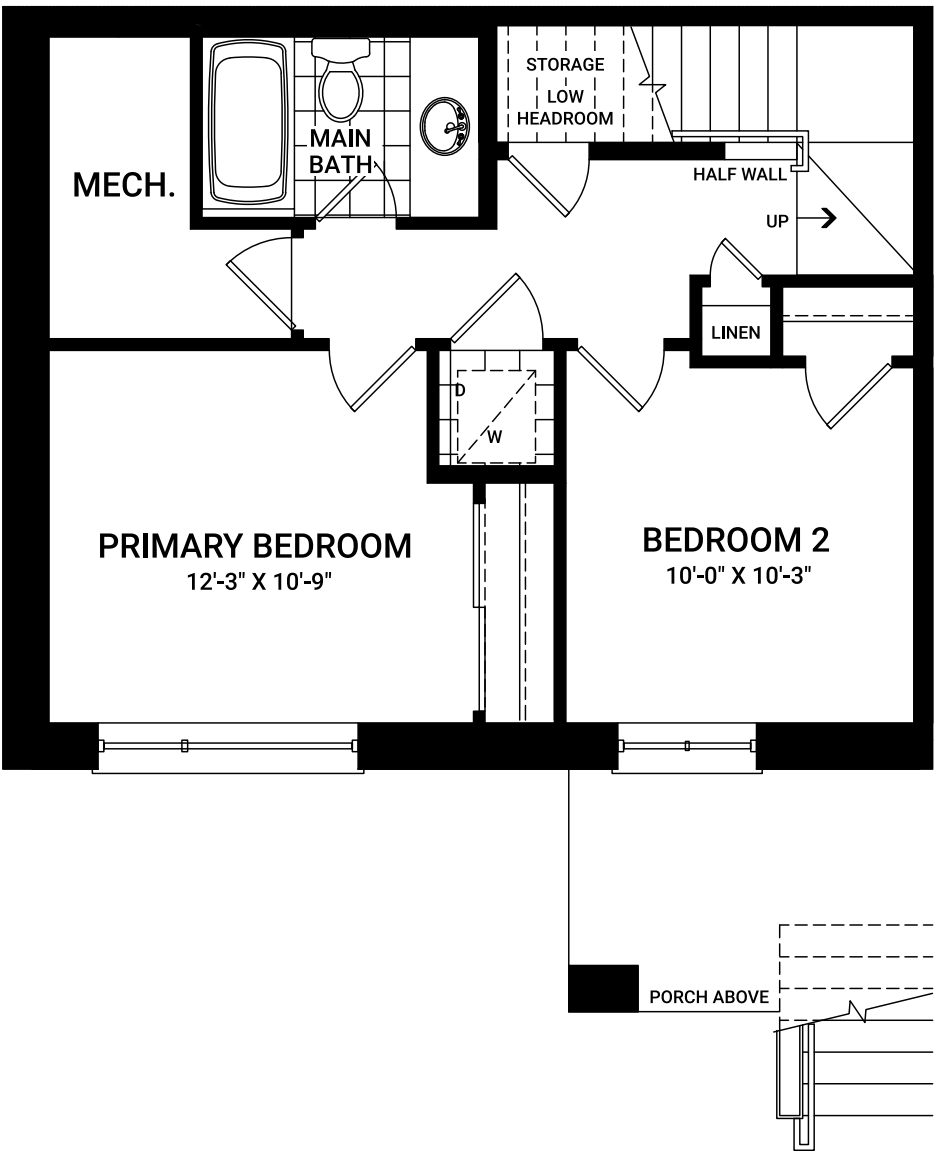 STORAGE
LOW
HEADROOM
MAIN
BATH
MECH.
HALF WALL
UP
LINEN
D
W
PRIMARY BEDROOM
12'-3" X 10'-9"
BEDROOM 2
10'-0" X 10'-3"
PORCH ABOVE